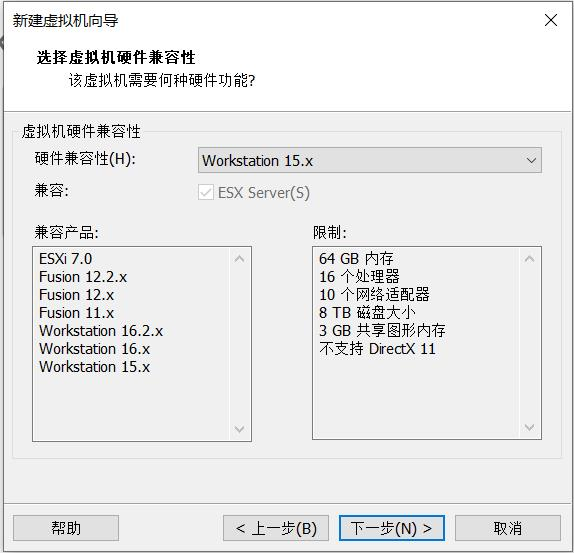 新建虚拟机向导
选择虚拟机硬件兼容性
该虚拟机需要何种硬件功能?
虚拟机硬件兼容性
硬件兼容性(H):
Workstation 15.x
兼容:
ESX Server(S)
兼容产品:
ESXi 7.0
Fusion 12.2.x
Fusion 12.x
Fusion 11.x
Workstation 16.2.x
Workstation 16.x
Workstation 15.x
限制:
64 GB 内存
16 个处理器
10 个网络适配器
8 TB 磁盘大小
3 GB 共享图形内存
不支持 DirectX 11
帮助
< 上一步(B)
下一步(N) >
取消